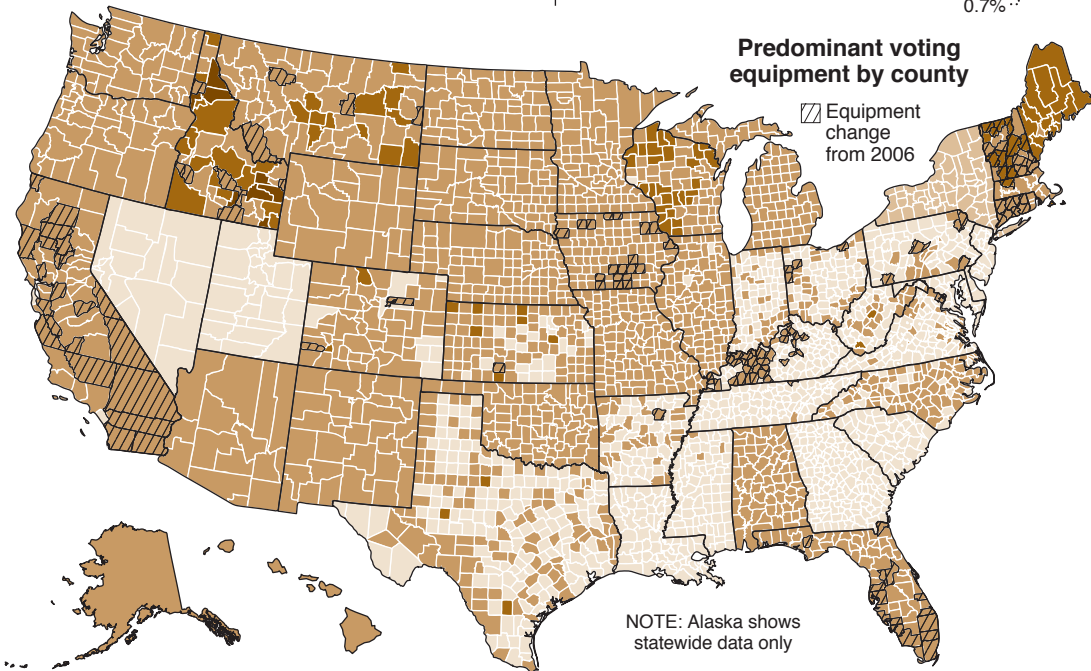 0.7%
Predominant voting
equipment by county
Equipment
change
from 2006
NOTE: Alaska shows
statewide data only